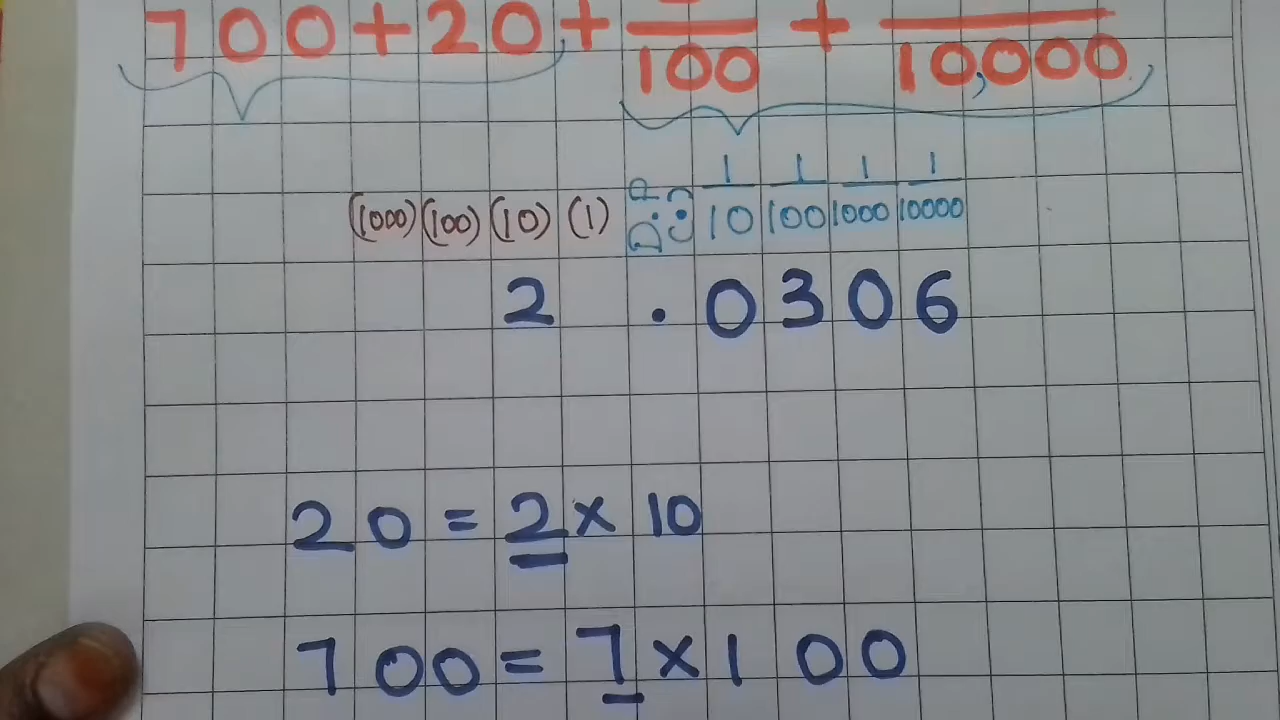 700+20+ /100 + /10,000
(1000) (100) (10) (1) D.P 1/10 1/100 1/1000 1/10000
2 . 0306
20 = 2 × 10
700 = 7 × 100